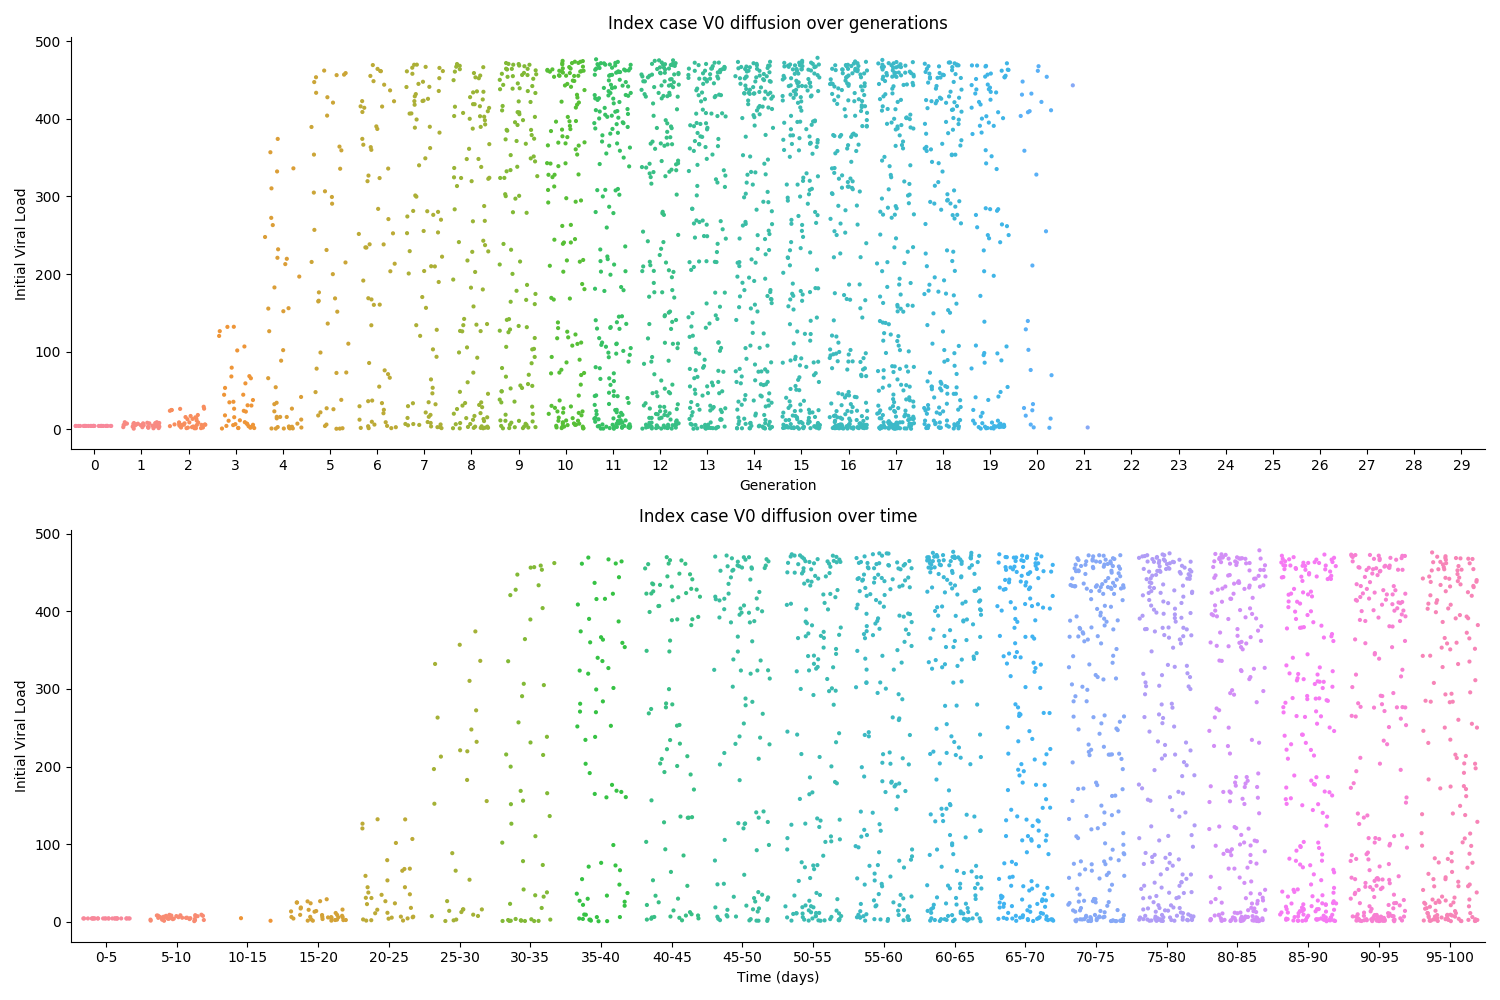 Index case V0 diffusion over generations
500
400
300
200
100
0
Initial Viral Load
0 1 2 3 4 5 6 7 8 9 10 11 12 13 14 15 16 17 18 19 20 21 22 23 24 25 26 27 28 29
Generation
Index case V0 diffusion over time
500
400
300
200
100
0
Initial Viral Load
0-5 5-10 10-15 15-20 20-25 25-30 30-35 35-40 40-45 45-50 50-55 55-60 60-65 65-70 70-75 75-80 80-85 85-90 90-95 95-100
Time (days)